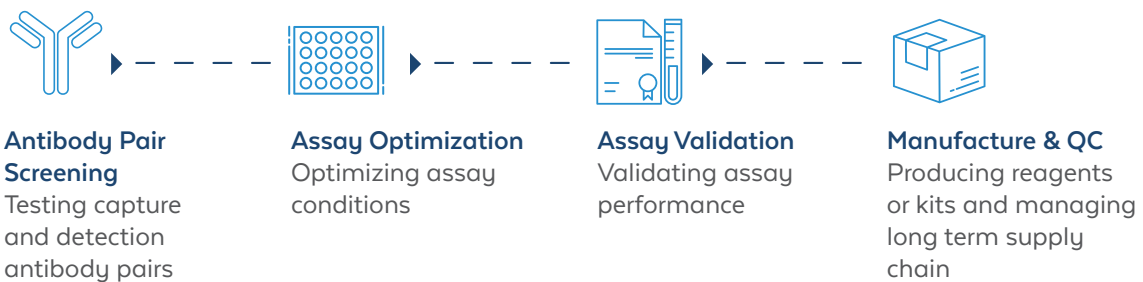 Antibody Pair
Screening
Testing capture
and detection
antibody pairs
Assay Optimization
Optimizing assay
conditions
Assay Validation
Validating assay
performance
Manufacture & QC
Producing reagents
or kits and managing
long term supply
chain